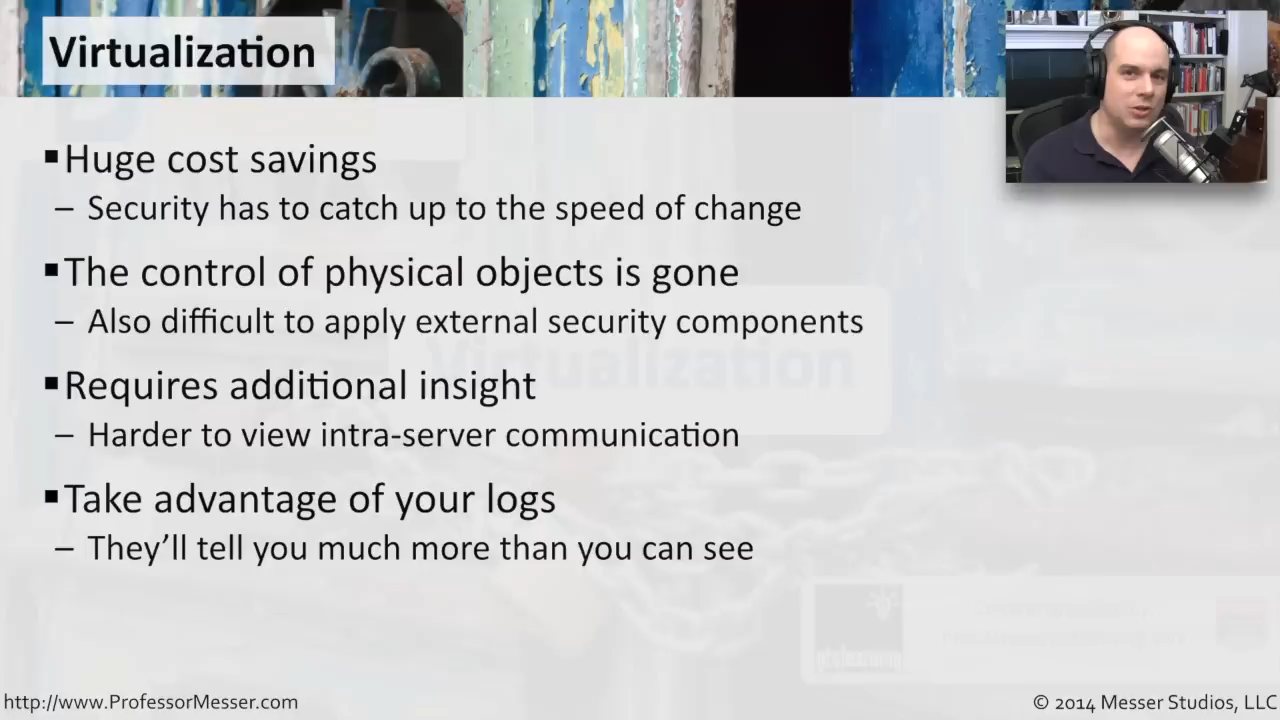 Virtualization
▪Huge cost savings
– Security has to catch up to the speed of change
▪The control of physical objects is gone
– Also difficult to apply external security components
Virtualization
▪Requires additional insight
– Harder to view intra-server communication
▪Take advantage of your logs
– They’ll tell you much more than you can see
http://www.ProfessorMesser.com
© 2014 Messer Studios, LLC